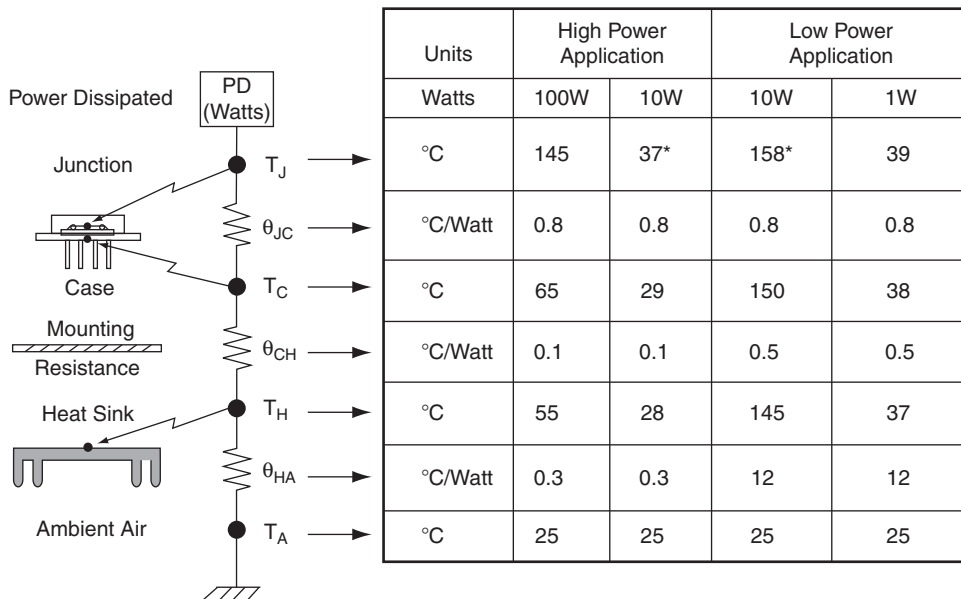 Units High Power Application Low Power Application
Power Dissipated PD (Watts) Watts 100W 10W 10W 1W
Junction T_J °C 145 37* 158* 39
θ_JC °C/Watt 0.8 0.8 0.8 0.8
Case T_C °C 65 29 150 38
Mounting Resistance θ_CH °C/Watt 0.1 0.1 0.5 0.5
Heat Sink T_H °C 55 28 145 37
θ_HA °C/Watt 0.3 0.3 12 12
Ambient Air T_A °C 25 25 25 25